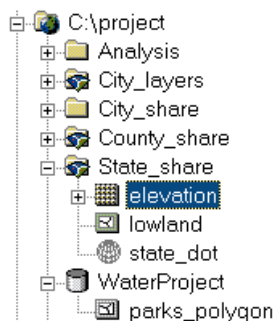 C:\project
Analysis
City_layers
City_share
County_share
State_share
elevation
lowland
state_dot
WaterProject
parks_polygon